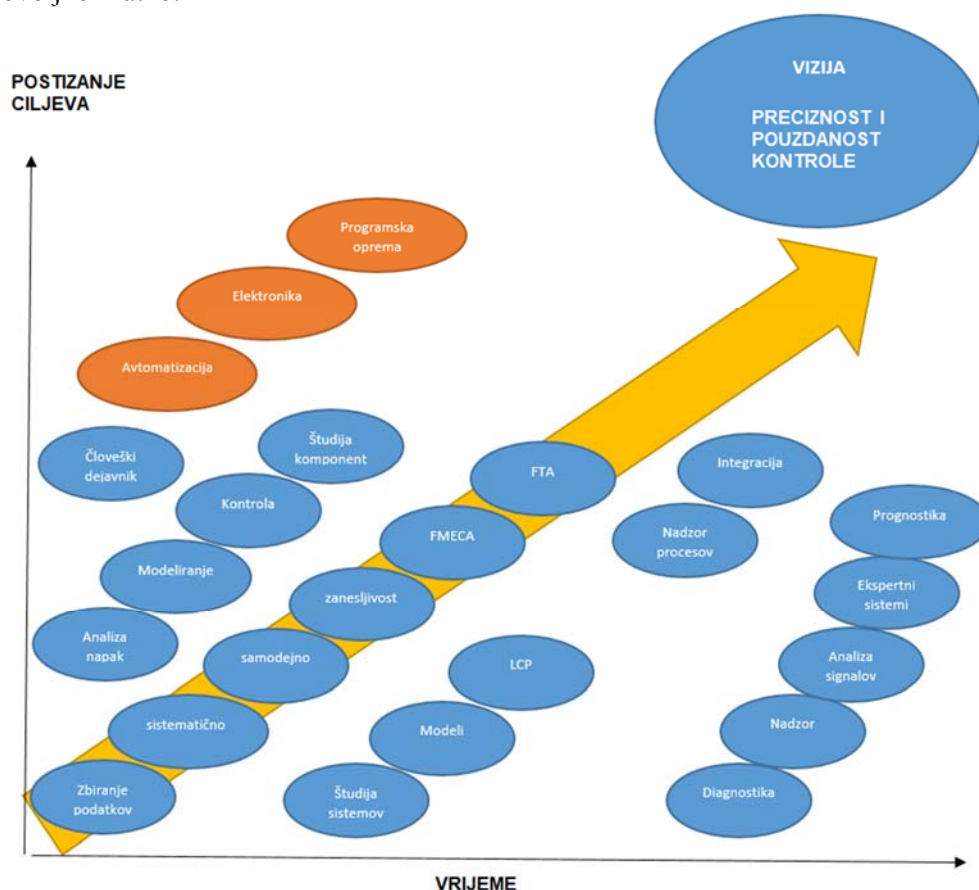 POSTIZANJE
CILJEVA
VIZIJA
PRECIZNOST I
POUZDANOST
KONTROLE
Programska
oprema
Elektronika
Avtomatizacija
Človeški
dejavnik
Študija
komponent
Kontrola
Modeliranje
Analiza
napak
FTA
FMECA
zanesljivost
samodejno
sistematično
Zbiranje
podatkov
LCP
Modeli
Študija
sistemov
Integracija
Nadzor
procesov
Prognostika
Ekspertni
sistemi
Analiza
signalov
Nadzor
Diagnostika
VRIJEME